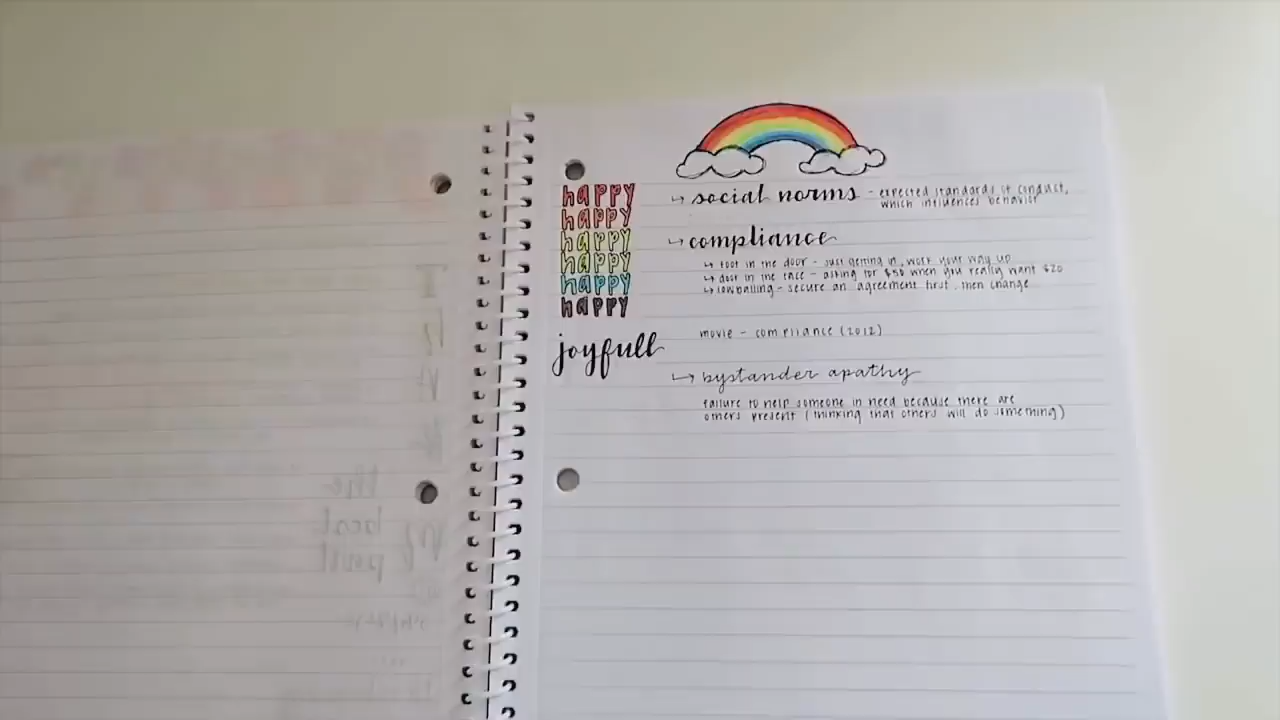 happy
happy
happy
happy
happy
happy
joyfull
↳ social norms - expected standards of conduct,
which influences behavior
↳ compliance
↳ foot in the door - just getting in, work your way up
↳ door in the face - asking for $50 when you really want $20
↳ lowballing - secure an agreement first, then change
movie - compliance (2012)
↳ bystander apathy
failure to help someone in need because there are
others present (thinking that others will do something)
the
local